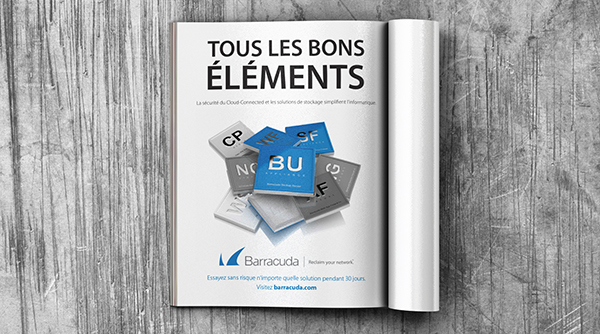 TOUS LES BONS
ÉLÉMENTS
La sécurité du Cloud Connected et les solutions de stockage simplifient l'informatique
CP
WF
SF
NG
BU
G
Barracuda | Reclaim your network
Essayez sans risque n'importe quelle solution pendant 30 jours.
Visitez barracuda.com